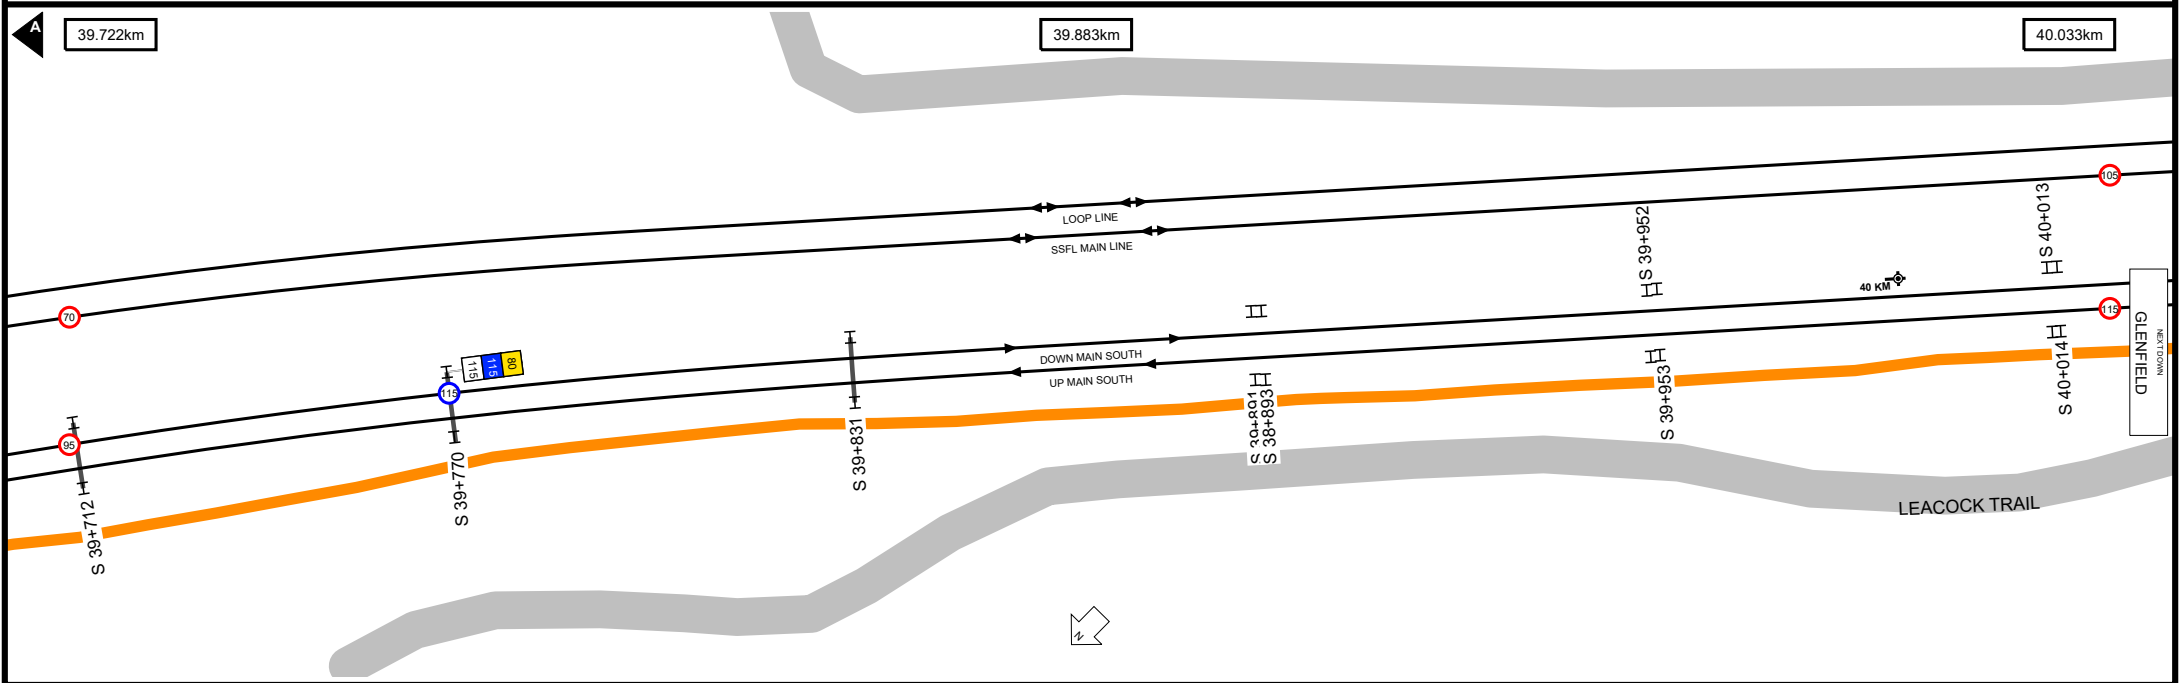 A
39.722km
39.883km
40.033km
LOOP LINE
SSFL MAIN LINE
105
S 39+952
S 40+013
40 KM
70
115
115
80
115
DOWN MAIN SOUTH
UP MAIN SOUTH
115
GLENFIELD
NEXT DOWN
95
S 39+712
S 39+770
S 39+831
S 39+891
S 38+893
S 39+953
S 40+014
LEACOCK TRAIL
N